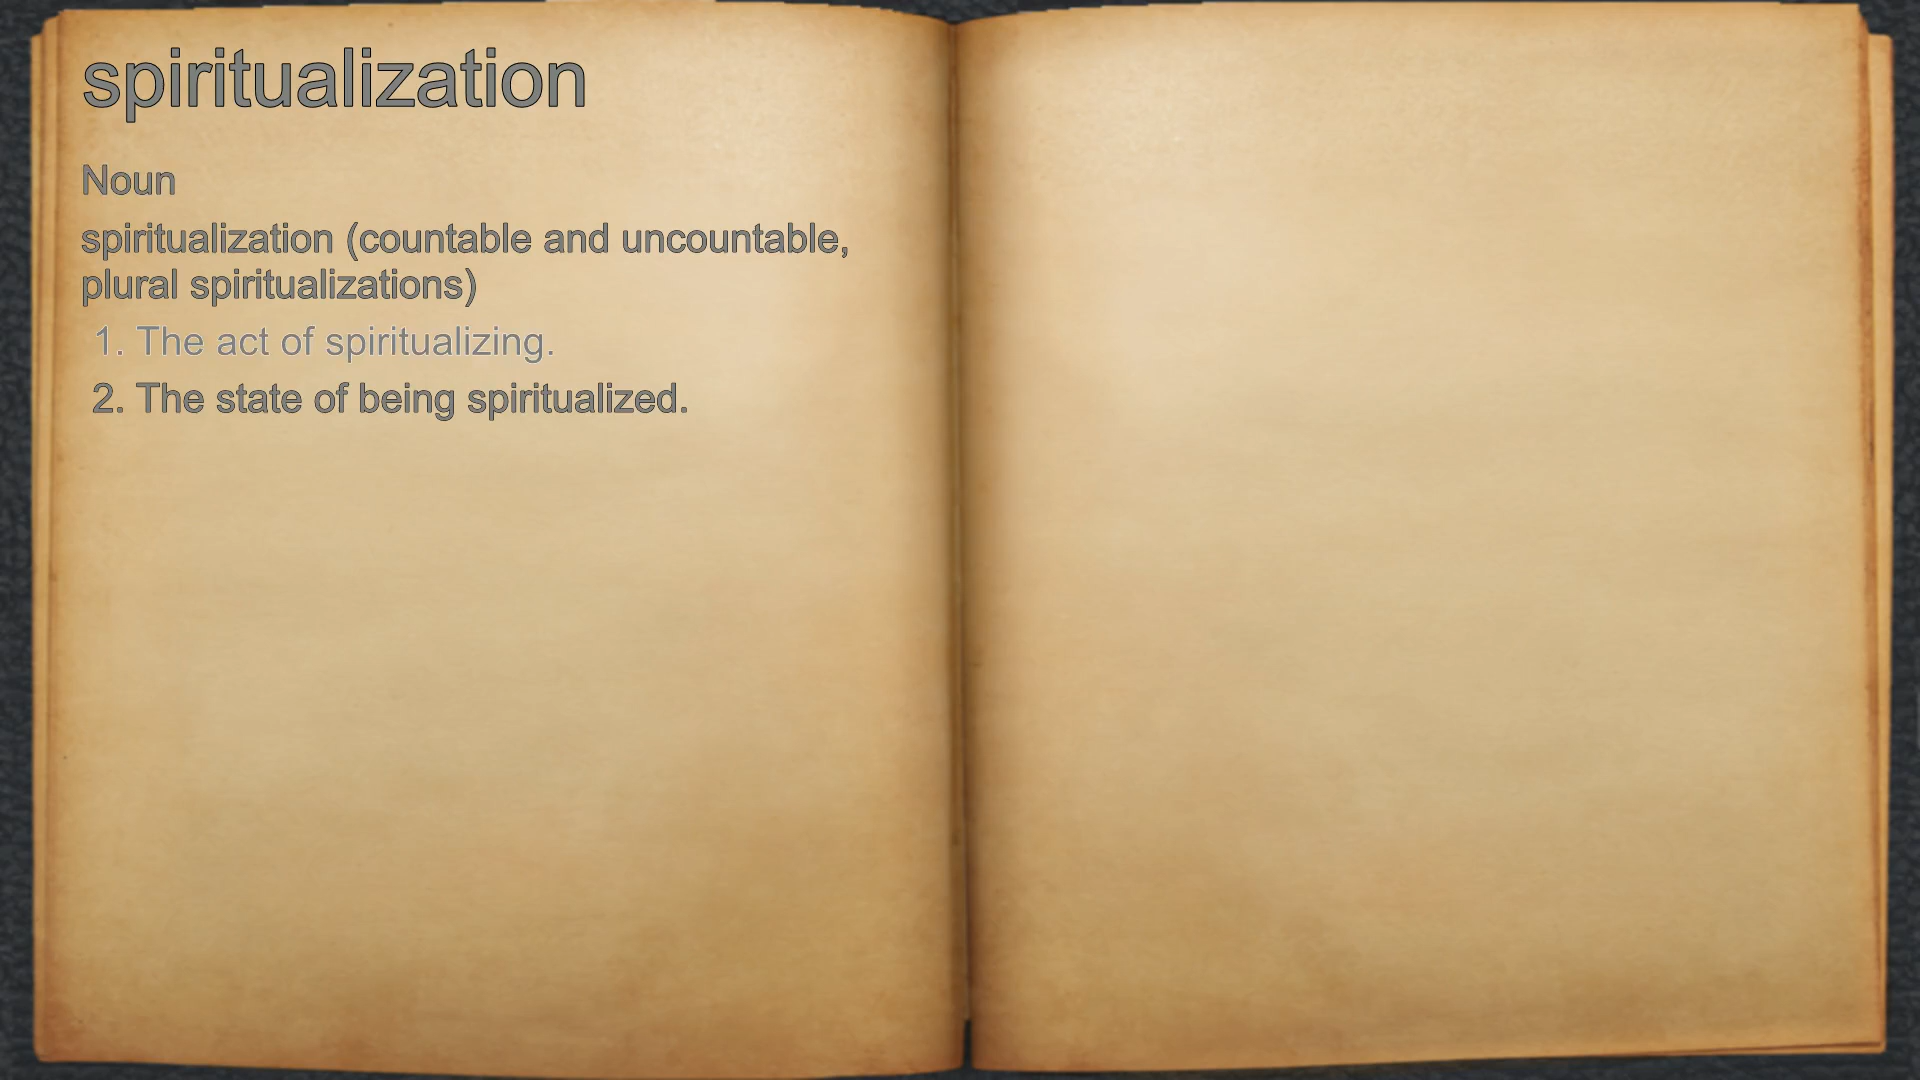 spiritualization
Noun
spiritualization (countable and uncountable,
plural spiritualizations)
1. The act of spiritualizing.
2. The state of being spiritualized.